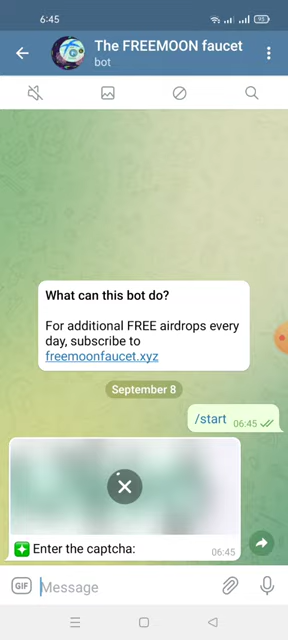 6:45
93
The FREEMOON faucet
bot
What can this bot do?
For additional FREE airdrops every
day, subscribe to
freemoonfaucet.xyz
September 8
/start 06:45
Enter the captcha: 06:45
GIF Message